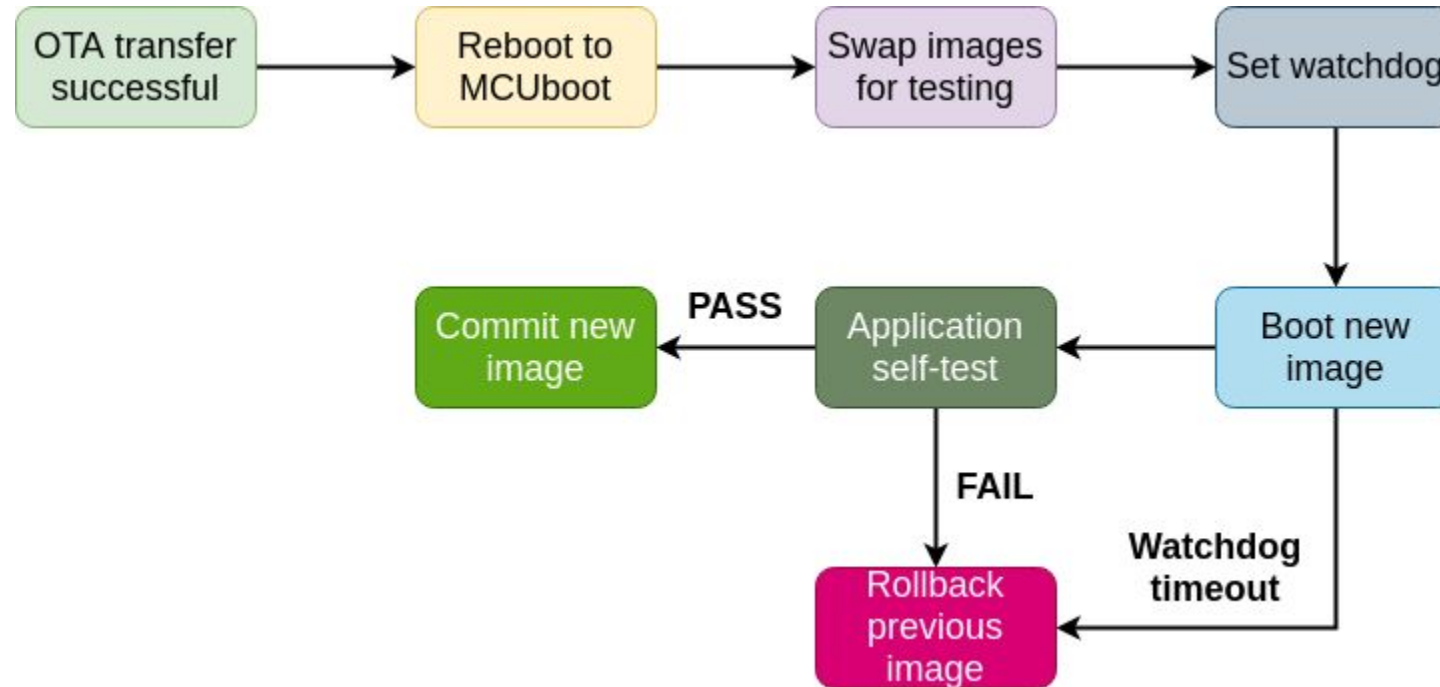 OTA transfer
successful
Reboot to
MCUboot
Swap images
for testing
Set watchdog
PASS
Commit new
image
Application
self-test
Boot new
image
FAIL
Watchdog
timeout
Rollback
previous
image